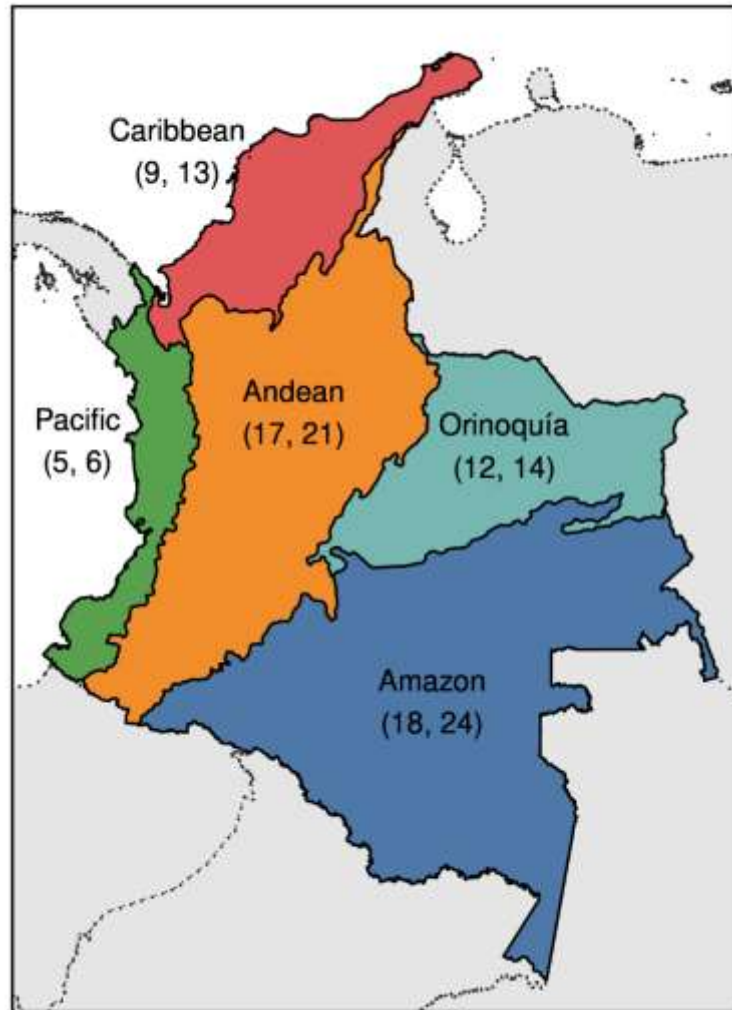 Caribbean
(9, 13)
Andean
(17, 21)
Pacific
(5, 6)
Orinoquía
(12, 14)
Amazon
(18, 24)